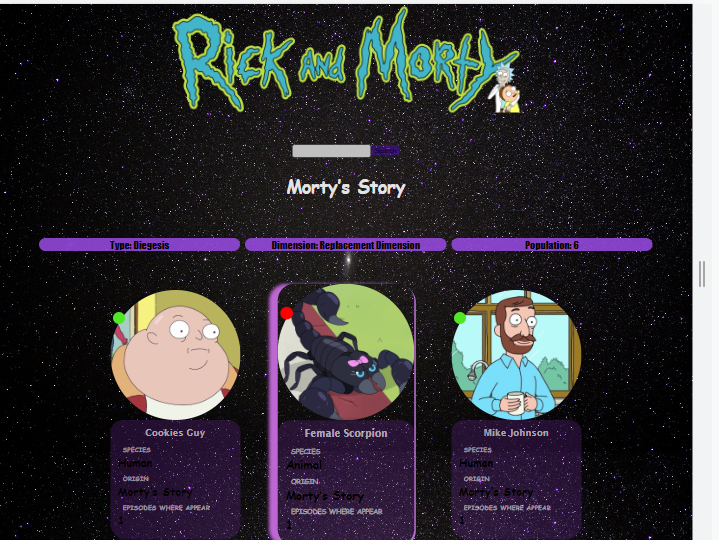 Rick and Morty
Morty's Story
Type: Diegesis
Dimension: Replacement Dimension
Population: 6
Cookies Guy
SPECIES
Human
ORIGIN
Morty's Story
EPISODES WHERE APPEAR
1
Female Scorpion
SPECIES
Animal
ORIGIN
Morty's Story
EPISODES WHERE APPEAR
1
Mike Johnson
SPECIES
Human
ORIGIN
Morty's Story
EPISODES WHERE APPEAR
1